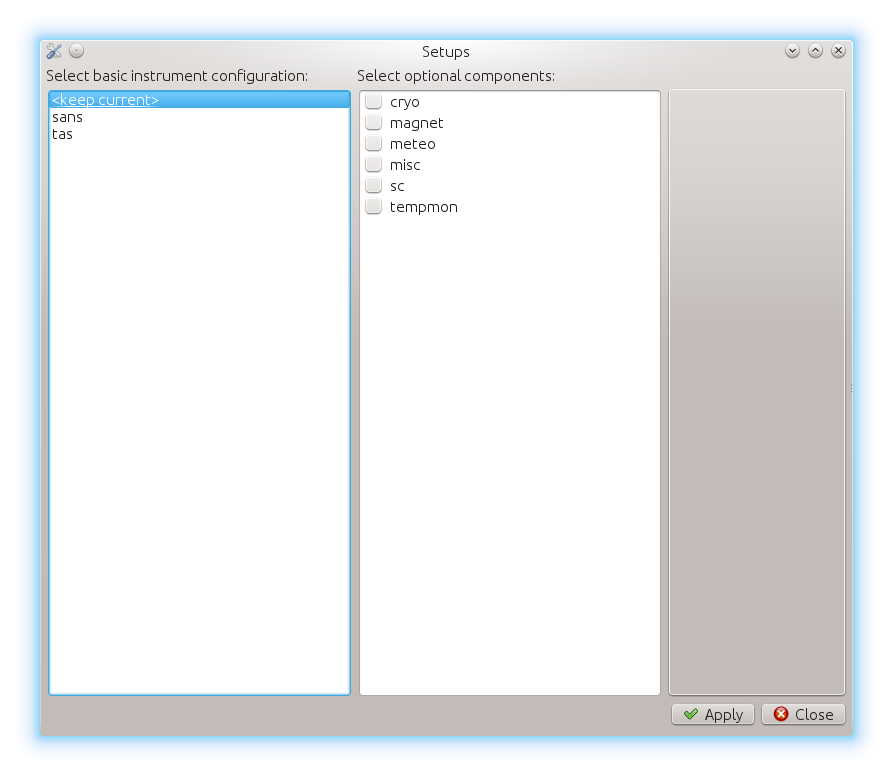 Setups
Select basic instrument configuration:
Select optional components:
<keep current>
sans
tas
cryo
magnet
meteo
misc
sc
tempmon
Apply
Close